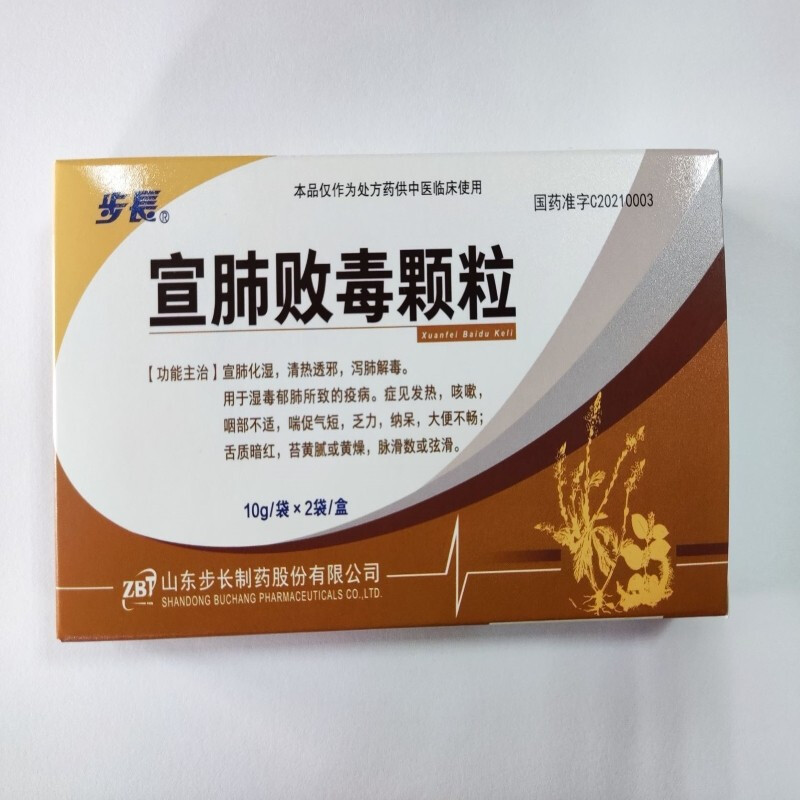 步長®
本品仅作为处方药供中医临床使用
国药准字C20210003
宣肺败毒颗粒
Xuanfei Baidu Keli
【功能主治】宣肺化湿，清热透邪，泻肺解毒。
用于湿毒郁肺所致的疫病。症见发热，咳嗽，
咽部不适，喘促气短，乏力，纳呆，大便不畅；
舌质暗红，苔黄腻或黄燥，脉滑数或弦滑。
10g/袋×2袋/盒
ZBT 山东步长制药股份有限公司
SHANDONG BUCHANG PHARMACEUTICALS CO.,LTD.